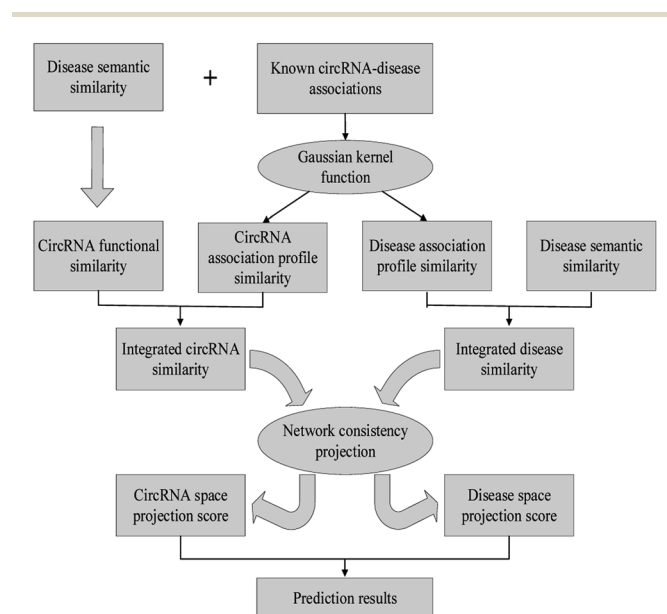 Disease semantic
similarity
+
Known circRNA-disease
associations
Gaussian kernel
function
CircRNA functional
similarity
CircRNA
association profile
similarity
Disease association
profile similarity
Disease semantic
similarity
Integrated circRNA
similarity
Integrated disease
similarity
Network consistency
projection
CircRNA space
projection score
Disease space
projection score
Prediction results